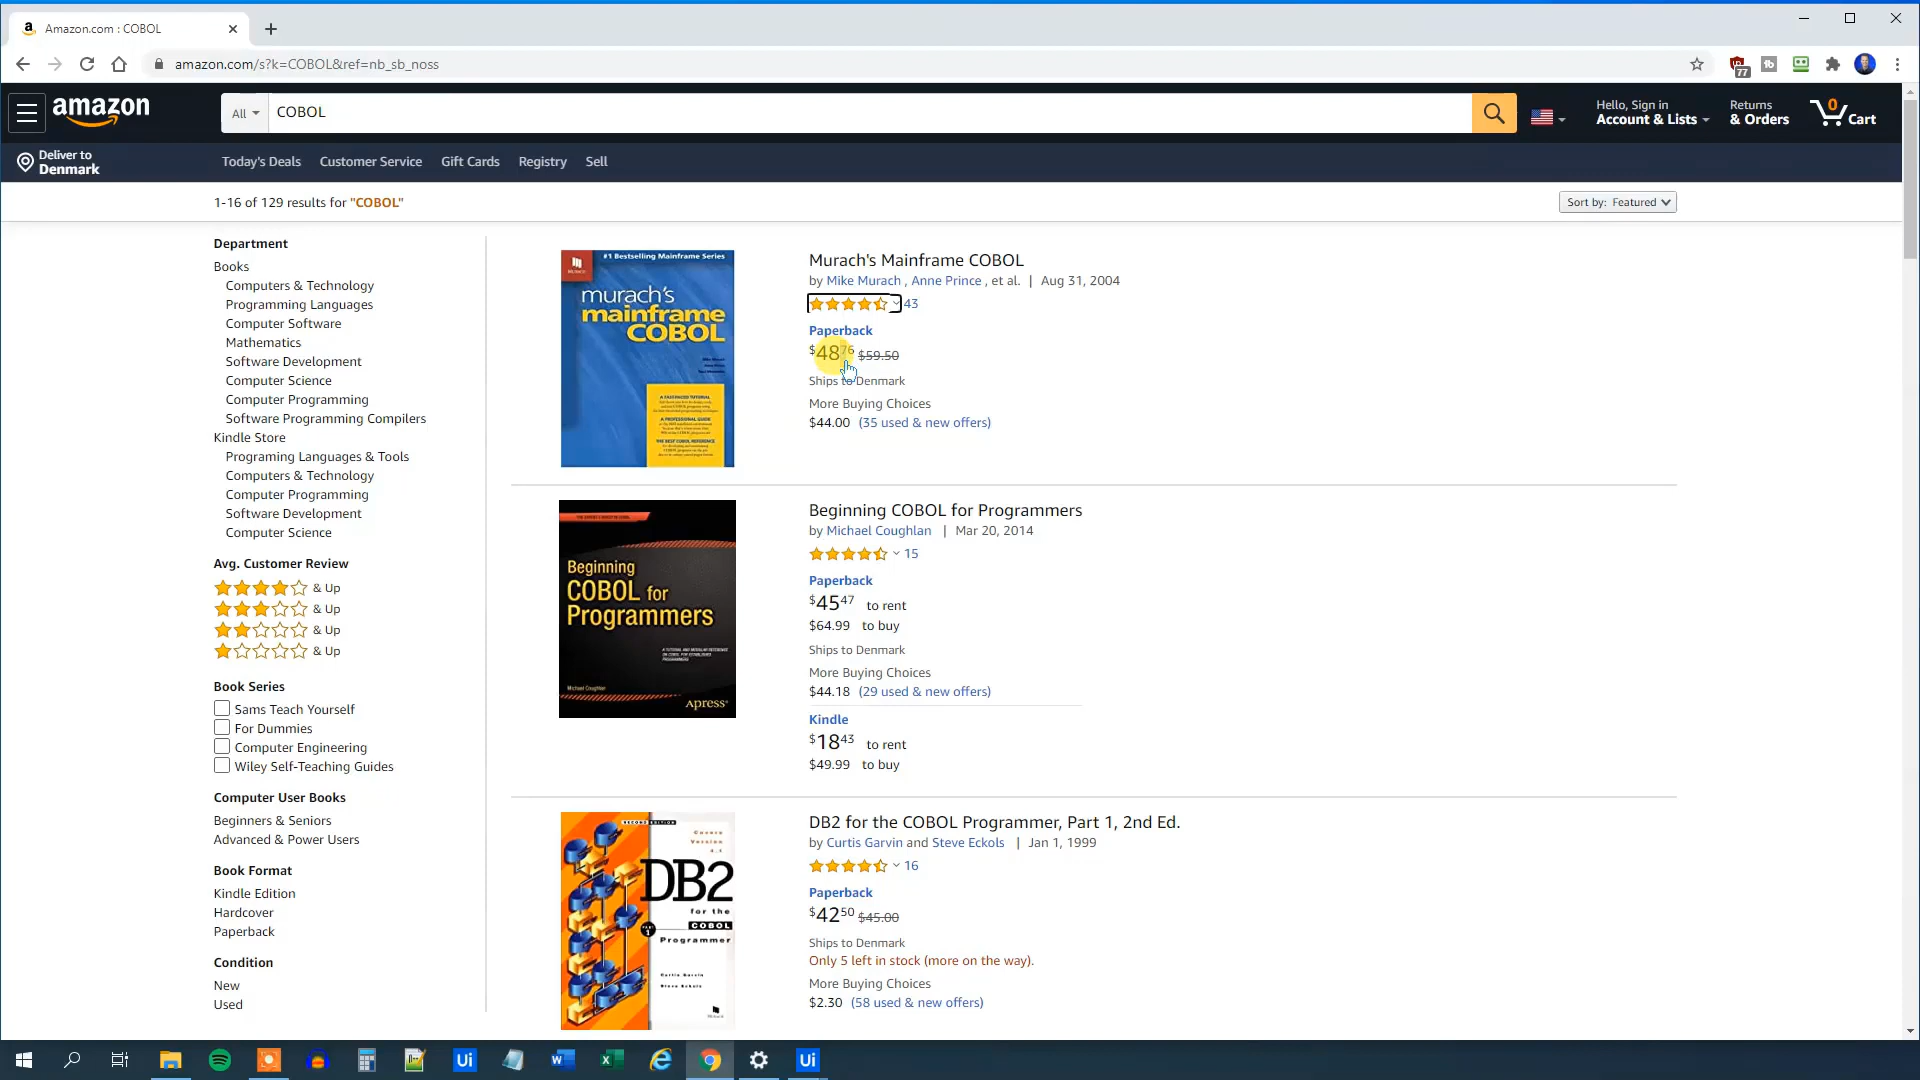 Amazon.com : COBOL
amazon.com/s?k=COBOL&ref=nb_sb_noss
77
amazon
All
COBOL
Hello, Sign in
Account & Lists
Returns
& Orders
0
Cart
Deliver to
Denmark
Today's Deals
Customer Service
Gift Cards
Registry
Sell
1-16 of 129 results for "COBOL"
Sort by: Featured
Department
Books
Computers & Technology
Programming Languages
Computer Software
Mathematics
Software Development
Computer Science
Computer Programming
Software Programming Compilers
Kindle Store
Programing Languages & Tools
Computers & Technology
Computer Programming
Software Development
Computer Science
Avg. Customer Review
& Up
& Up
& Up
& Up
Book Series
Sams Teach Yourself
For Dummies
Computer Engineering
Wiley Self-Teaching Guides
Computer User Books
Beginners & Seniors
Advanced & Power Users
Book Format
Kindle Edition
Hardcover
Paperback
Condition
New
Used
#1 Bestselling Mainframe Series
murach's
mainframe
COBOL
Murach's Mainframe COBOL
by Mike Murach , Anne Prince , et al. | Aug 31, 2004
43
Paperback
$48 76 $59.50
Ships to Denmark
More Buying Choices
$44.00 (35 used & new offers)
Beginning
COBOL for
Programmers
Michael Coughlan
Apress
Beginning COBOL for Programmers
by Michael Coughlan | Mar 20, 2014
15
Paperback
$45 47 to rent
$64.99 to buy
Ships to Denmark
More Buying Choices
$44.18 (29 used & new offers)
Kindle
$18 43 to rent
$49.99 to buy
SECOND EDITION
DB2
for the
COBOL
Programmer
Curtis Garvin
Steve Eckols
DB2 for the COBOL Programmer, Part 1, 2nd Ed.
by Curtis Garvin and Steve Eckols | Jan 1, 1999
16
Paperback
$42 50 $45.00
Ships to Denmark
Only 5 left in stock (more on the way).
More Buying Choices
$2.30 (58 used & new offers)
Ui
Ui